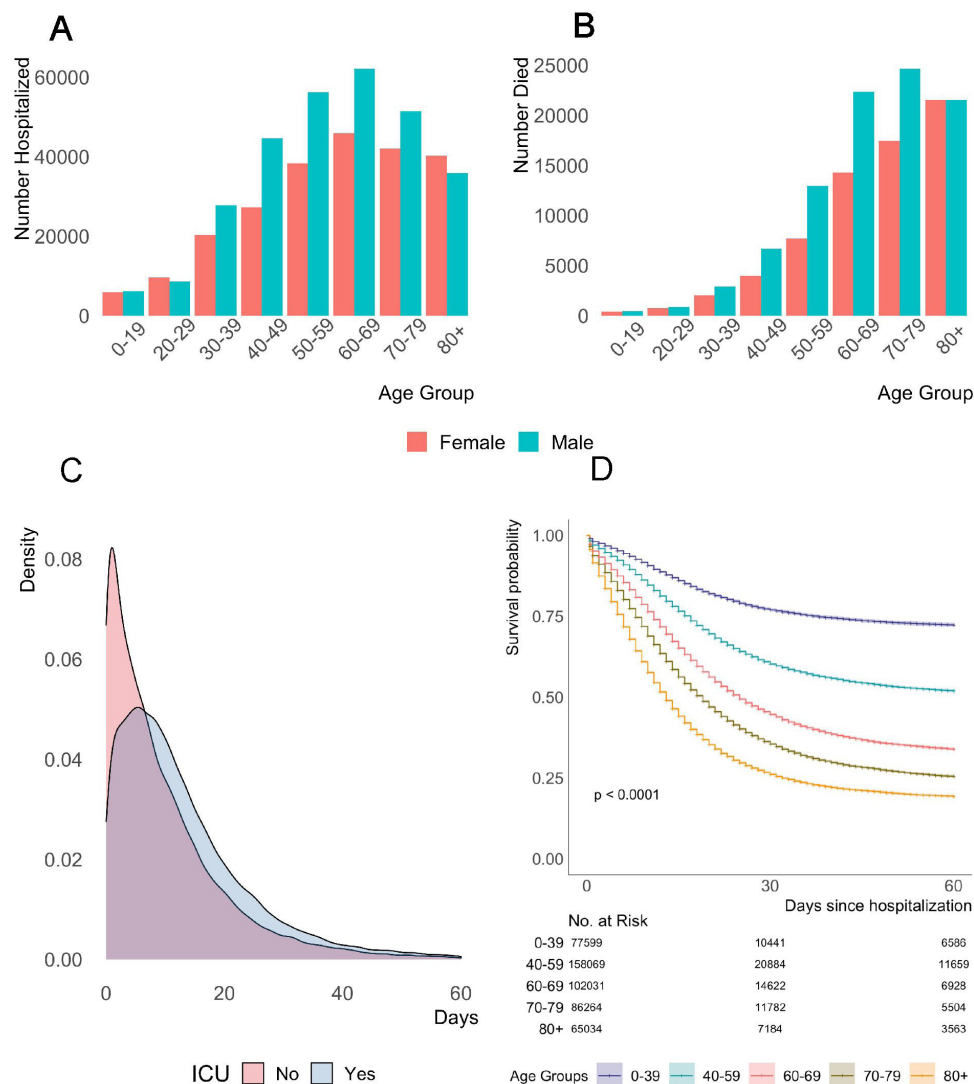 A
Number Hospitalized
60000
40000
20000
0
0-19
20-29
30-39
40-49
50-59
60-69
70-79
80+
Age Group
B
Number Died
25000
20000
15000
10000
5000
0
0-19
20-29
30-39
40-49
50-59
60-69
70-79
80+
Age Group
Female Male
C
Density
0.08
0.06
0.04
0.02
0.00
0 20 40 60
Days
ICU No Yes
D
Survival probability
1.00
0.75
0.50
0.25
0.00
p < 0.0001
0 30 60
Days since hospitalization
No. at Risk
0-39 77599 10441 6586
40-59 158069 20884 11659
60-69 102031 14622 6928
70-79 86264 11782 5504
80+ 65034 7184 3563
Age Groups 0-39 40-59 60-69 70-79 80+